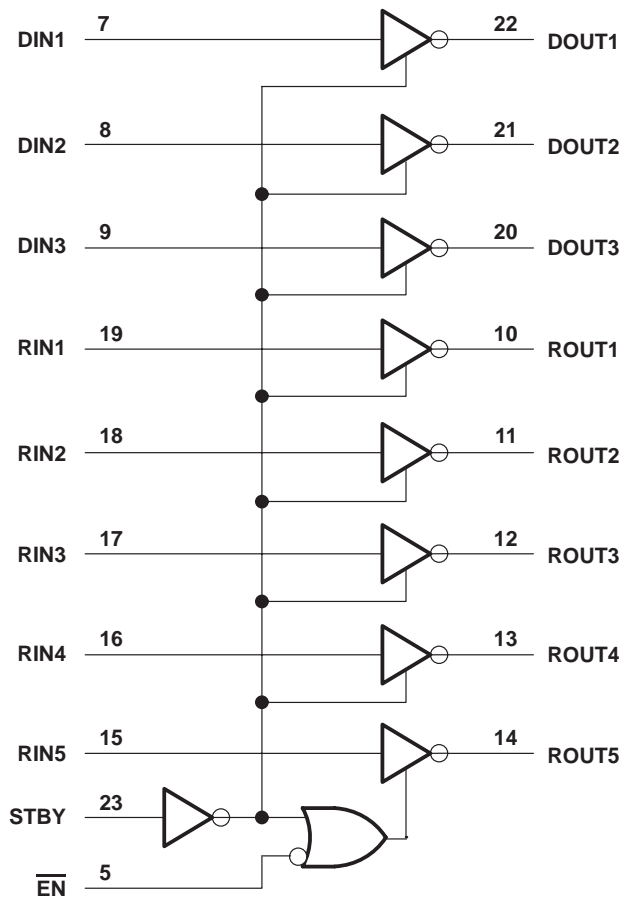 DIN1 7 22 DOUT1
DIN2 8 21 DOUT2
DIN3 9 20 DOUT3
RIN1 19 10 ROUT1
RIN2 18 11 ROUT2
RIN3 17 12 ROUT3
RIN4 16 13 ROUT4
RIN5 15 14 ROUT5
STBY 23
E̅N̅ 5